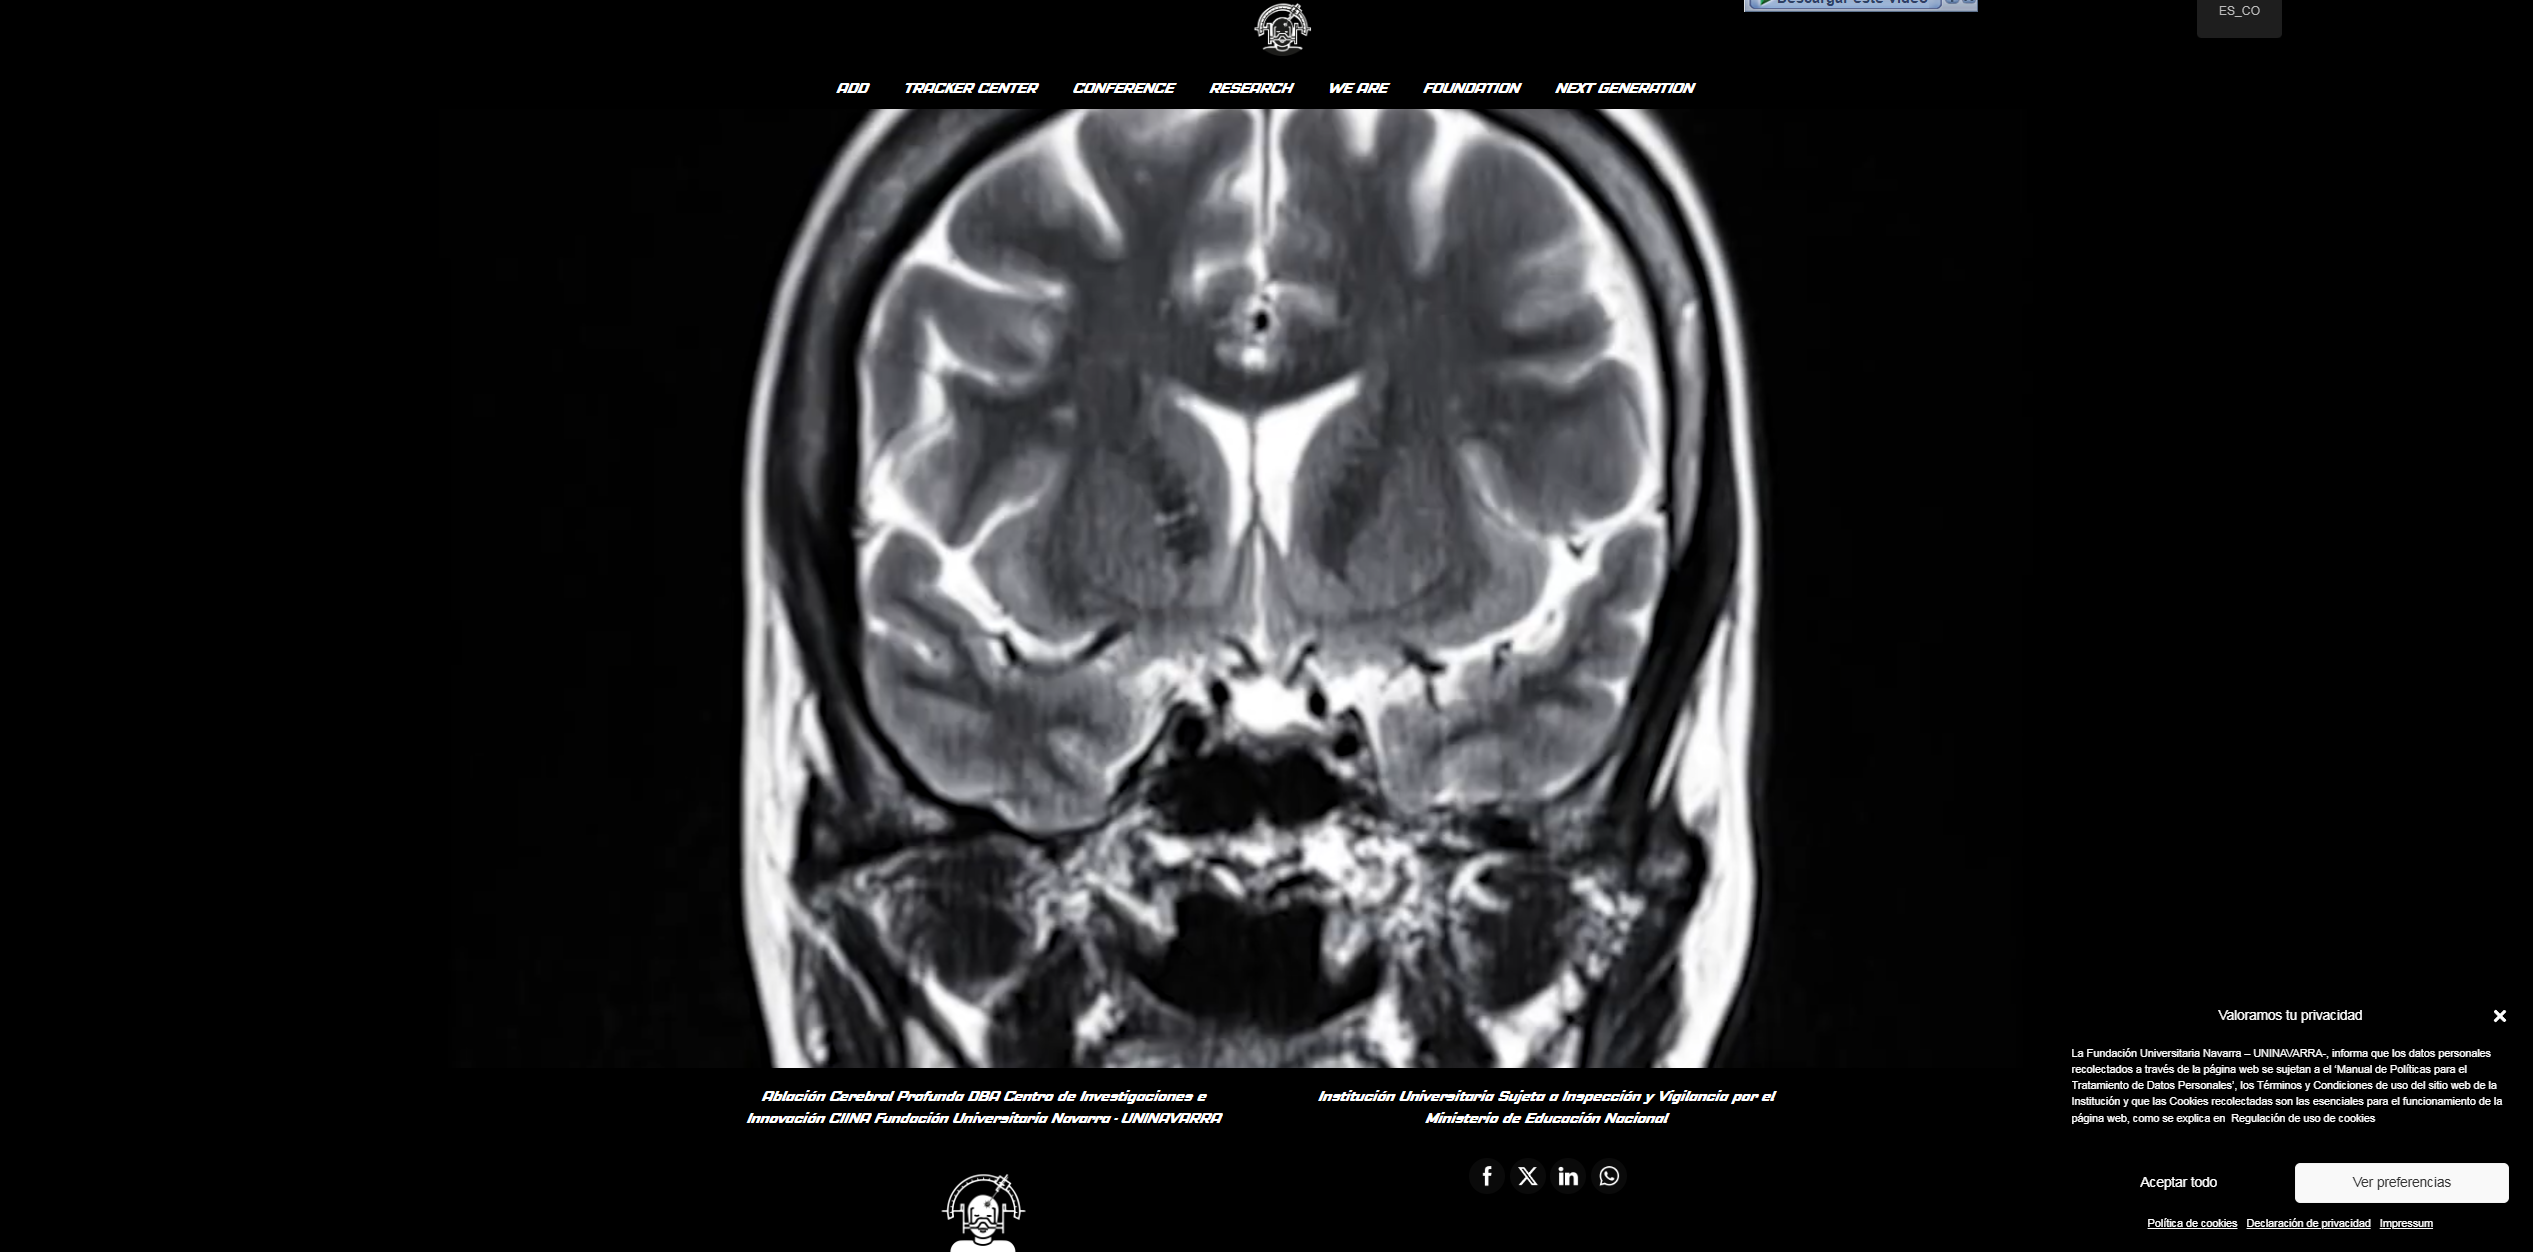 Descargar este vídeo
ES_CO
ADD TRACKER CENTER CONFERENCE RESEARCH WE ARE FOUNDATION NEXT GENERATION
Ablación Cerebral Profunda DBA Centro de Investigaciones e
Innovación CIINA Fundación Universitaria Navarra - UNINAVARRA
Institución Universitaria Sujeta a Inspección y Vigilancia por el
Ministerio de Educación Nacional
Valoramos tu privacidad
La Fundación Universitaria Navarra – UNINAVARRA-, informa que los datos personales
recolectados a través de la página web se sujetan a el ‘Manual de Políticas para el
Tratamiento de Datos Personales’, los Términos y Condiciones de uso del sitio web de la
Institución y que las Cookies recolectadas son las esenciales para el funcionamiento de la
página web, como se explica en Regulación de uso de cookies
Aceptar todo
Ver preferencias
Política de cookies Declaración de privacidad Impressum